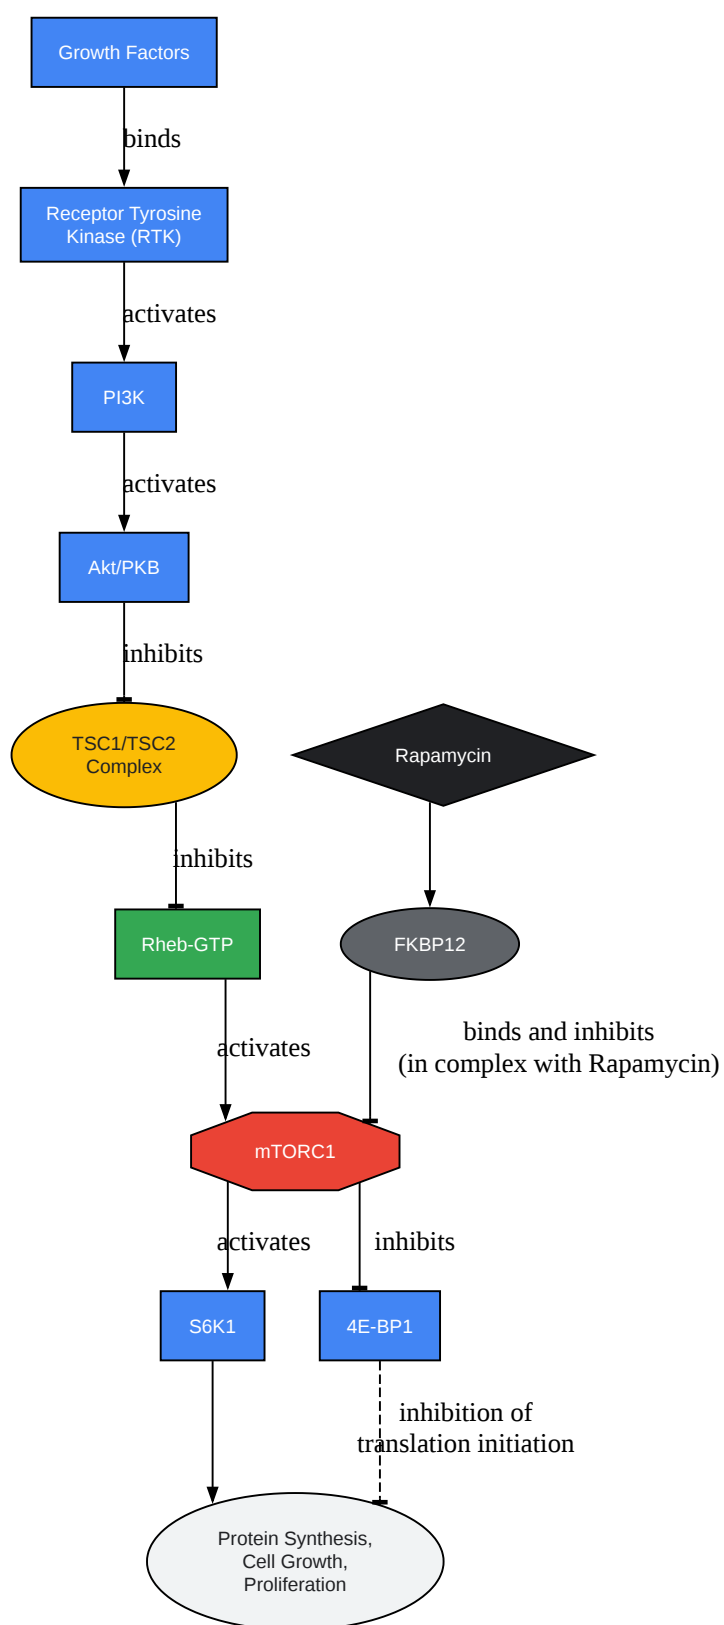 Growth Factors
binds
Receptor Tyrosine
Kinase (RTK)
activates
PI3K
activates
Akt/PKB
inhibits
TSC1/TSC2
Complex
Rapamycin
inhibits
Rheb-GTP
FKBP12
activates
binds and inhibits
(in complex with Rapamycin)
mTORC1
activates
inhibits
S6K1
4E-BP1
inhibition of
translation initiation
Protein Synthesis,
Cell Growth,
Proliferation